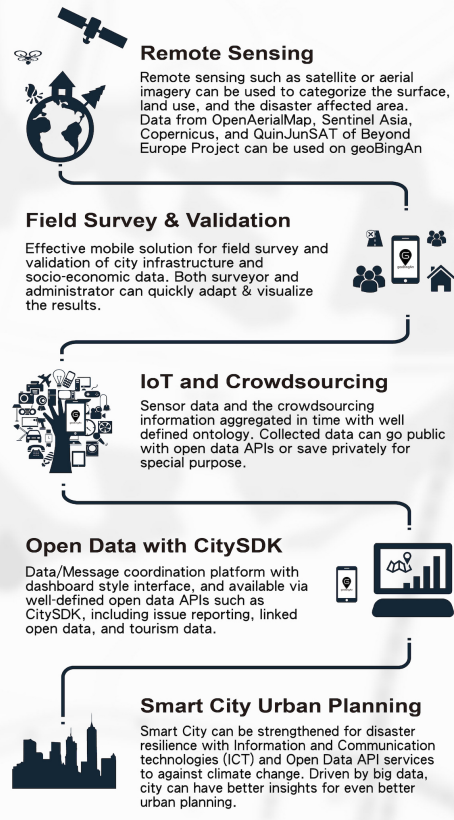 Remote Sensing
Remote sensing such as satellite or aerial
imagery can be used to categorize the surface,
land use, and the disaster affected area.
Data from OpenAerialMap, Sentinel Asia,
Copernicus, and QuinJunSAT of Beyond
Europe Project can be used on geoBingAn
Field Survey & Validation
Effective mobile solution for field survey and
validation of city infrastructure and
socio-economic data. Both surveyor and
administrator can quickly adapt & visualize
the results.
IoT and Crowdsourcing
Sensor data and the crowdsourcing
information aggregated in time with well
defined ontology. Collected data can go public
with open data APIs or save privately for
special purpose.
Open Data with CitySDK
Data/Message coordination platform with
dashboard style interface, and available via
well-defined open data APIs such as
CitySDK, including issue reporting, linked
open data, and tourism data.
Smart City Urban Planning
Smart City can be strengthened for disaster
resilience with Information and Communication
technologies (ICT) and Open Data API services
to against climate change. Driven by big data,
city can have better insights for even better
urban planning.